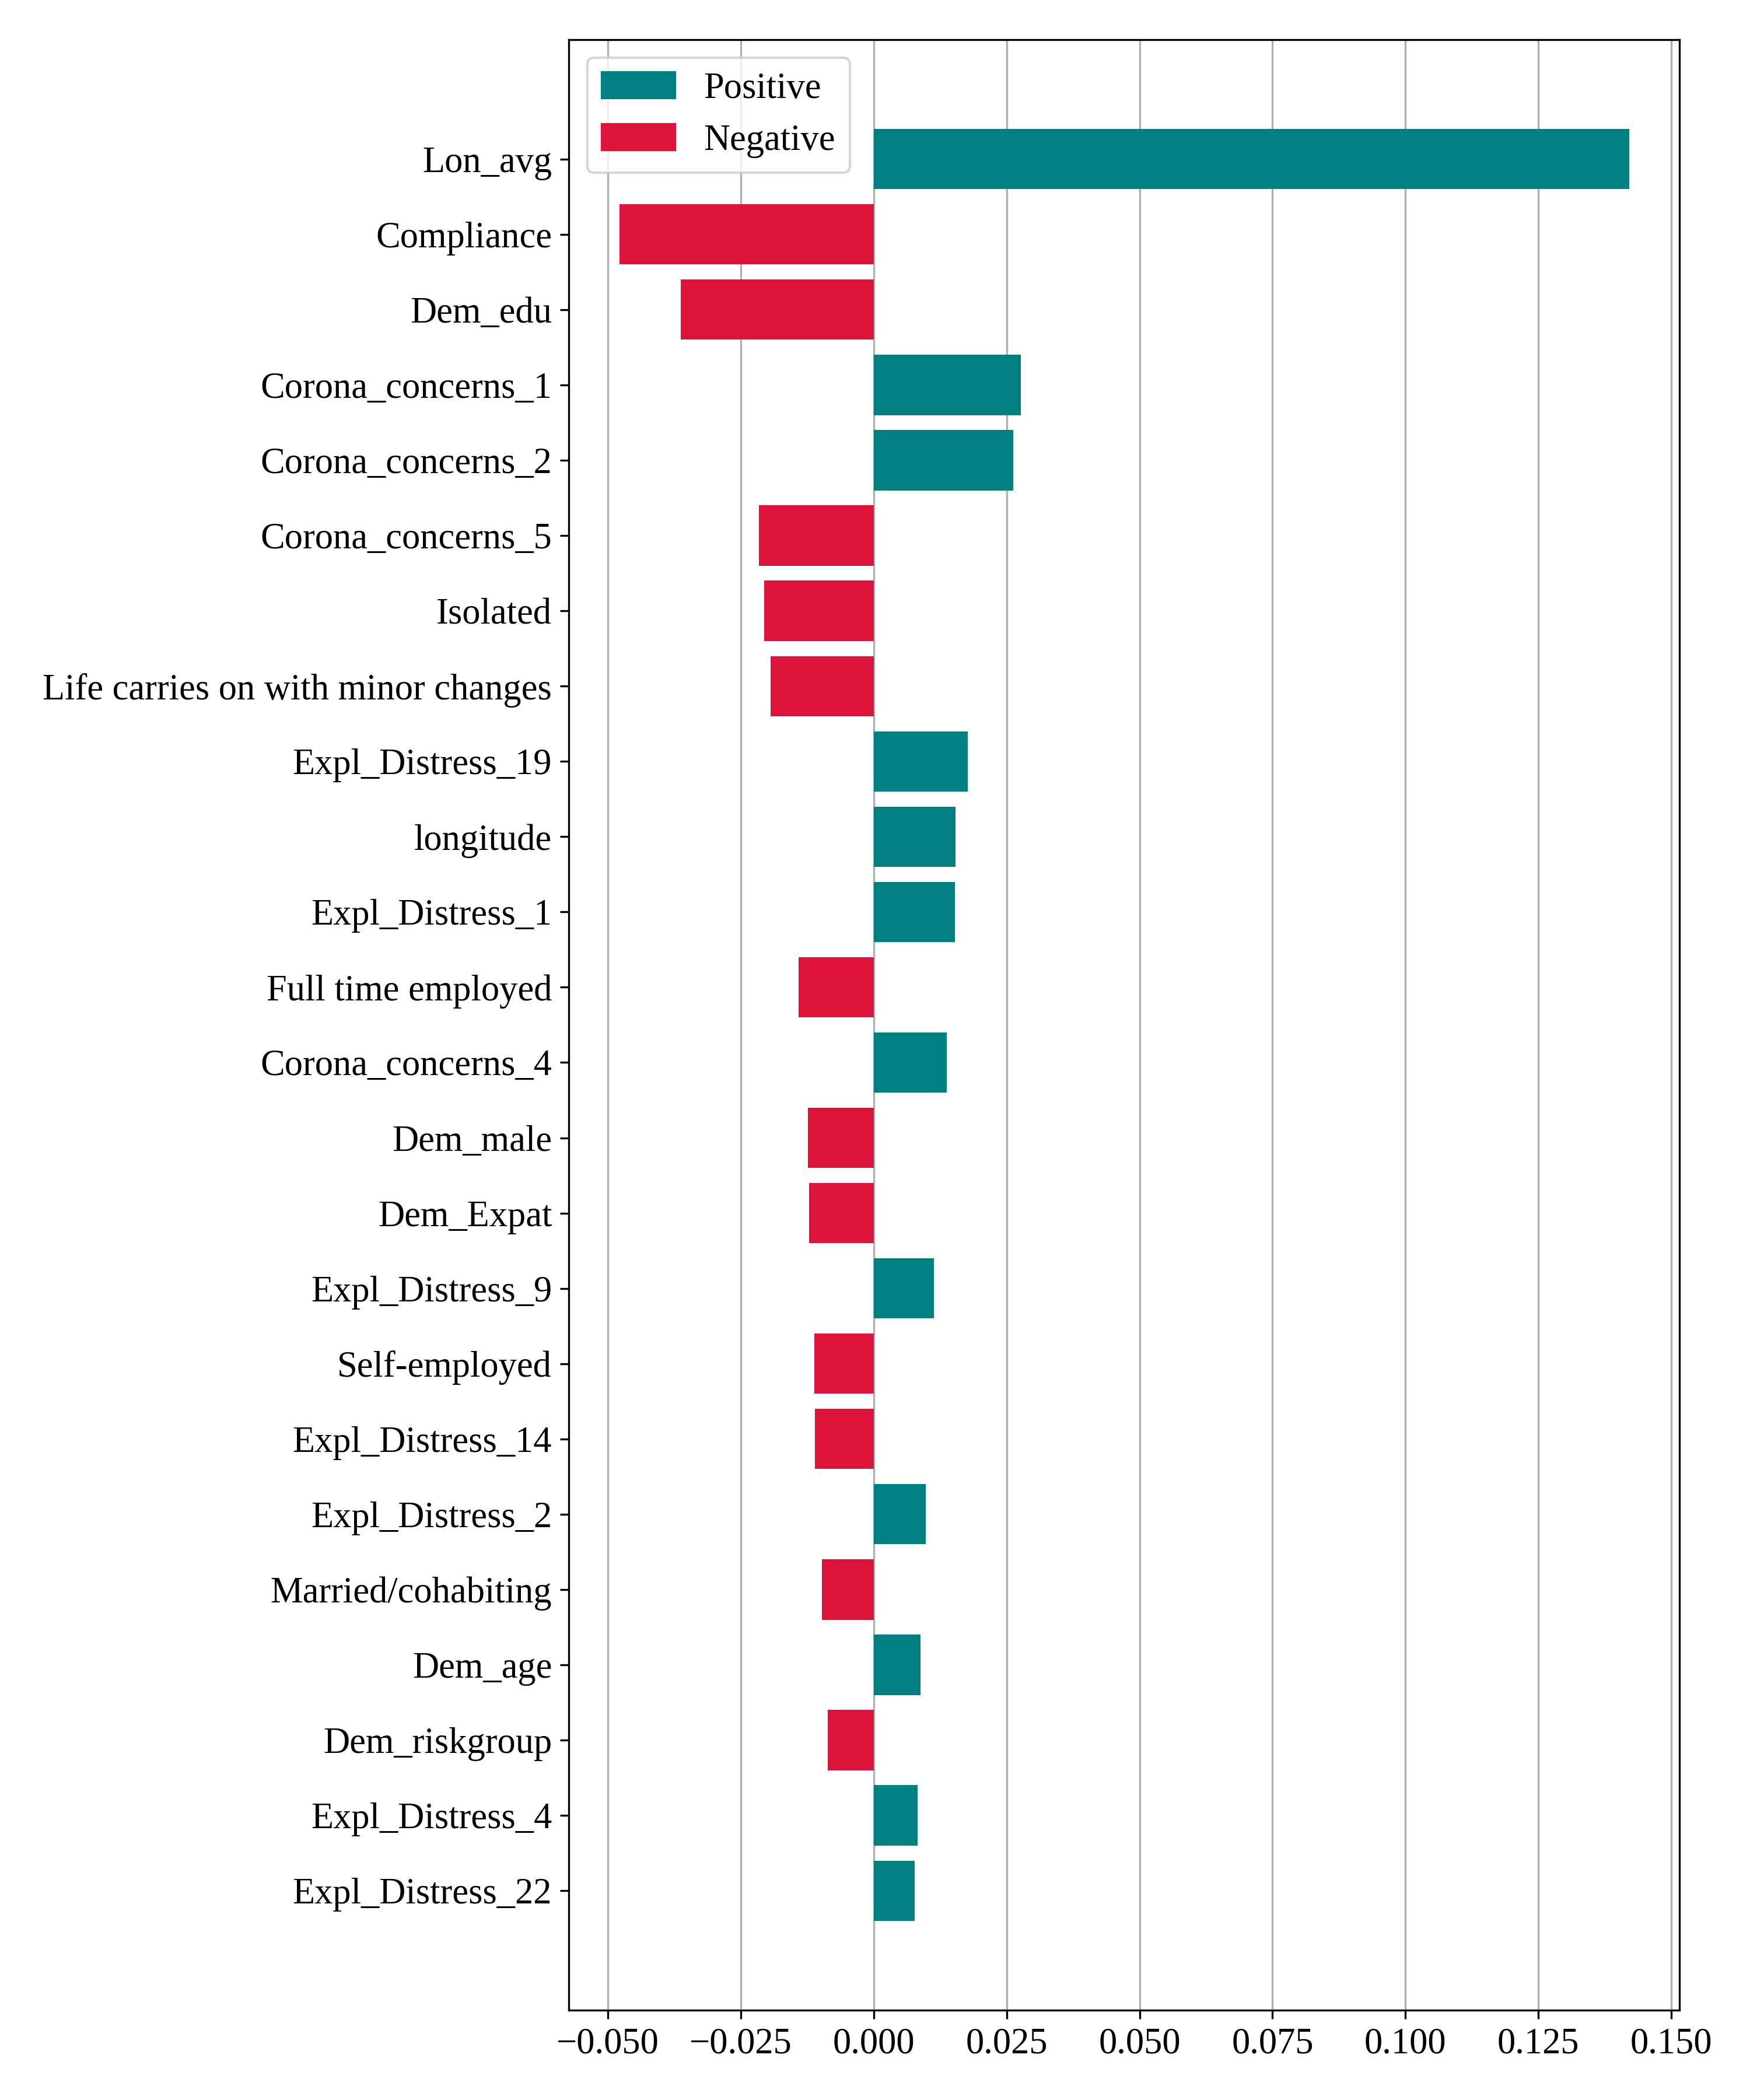 Positive
Negative
Lon_avg
Compliance
Dem_edu
Corona_concerns_1
Corona_concerns_2
Corona_concerns_5
Isolated
Life carries on with minor changes
Expl_Distress_19
longitude
Expl_Distress_1
Full time employed
Corona_concerns_4
Dem_male
Dem_Expat
Expl_Distress_9
Self-employed
Expl_Distress_14
Expl_Distress_2
Married/cohabiting
Dem_age
Dem_riskgroup
Expl_Distress_4
Expl_Distress_22
−0.050 −0.025 0.000 0.025 0.050 0.075 0.100 0.125 0.150